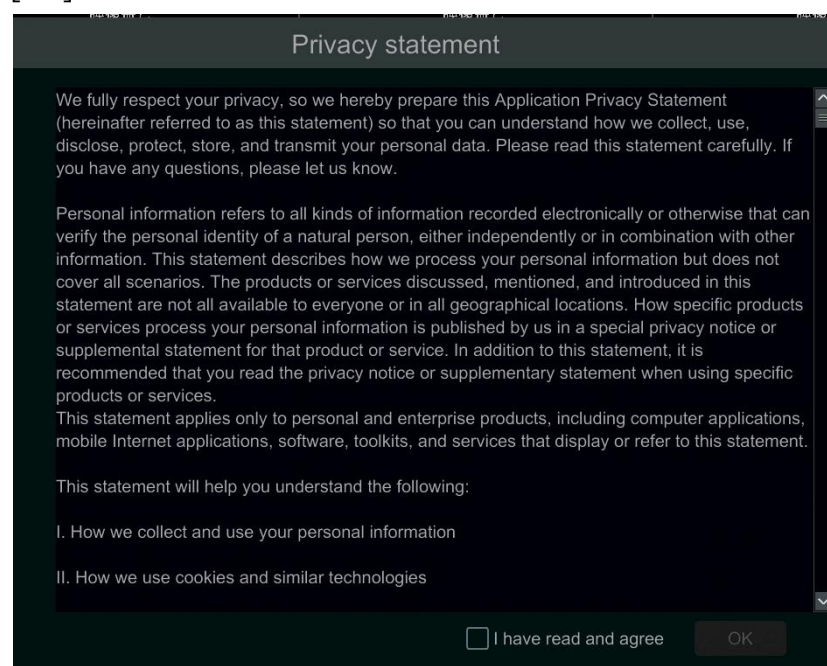 Privacy statement
We fully respect your privacy, so we hereby prepare this Application Privacy Statement
(hereinafter referred to as this statement) so that you can understand how we collect, use,
disclose, protect, store, and transmit your personal data. Please read this statement carefully. If
you have any questions, please let us know.
Personal information refers to all kinds of information recorded electronically or otherwise that can
verify the personal identity of a natural person, either independently or in combination with other
information. This statement describes how we process your personal information but does not
cover all scenarios. The products or services discussed, mentioned, and introduced in this
statement are not all available to everyone or in all geographical locations. How specific products
or services process your personal information is published by us in a special privacy notice or
supplemental statement for that product or service. In addition to this statement, it is
recommended that you read the privacy notice or supplementary statement when using specific
products or services.
This statement applies only to personal and enterprise products, including computer applications,
mobile Internet applications, software, toolkits, and services that display or refer to this statement.
This statement will help you understand the following:
I. How we collect and use your personal information
II. How we use cookies and similar technologies
I have read and agree
OK